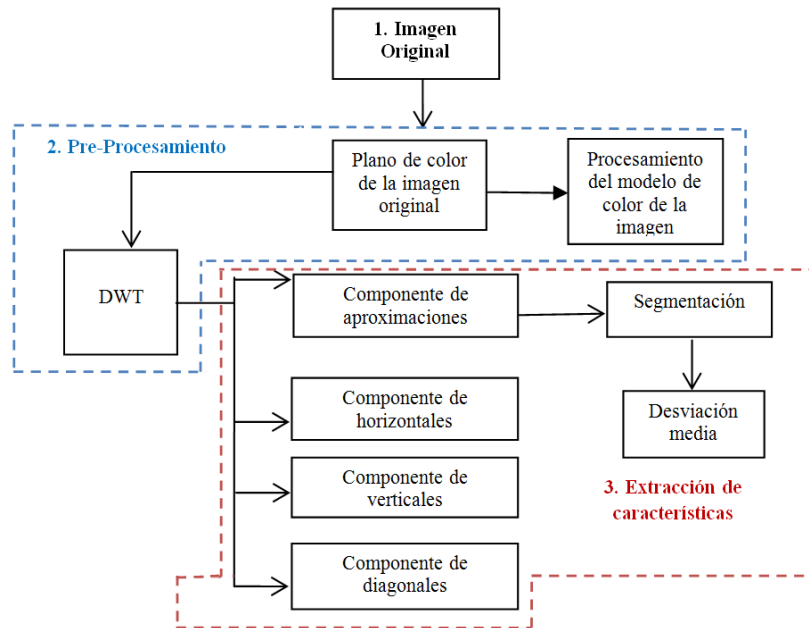 1. Imagen
Original
2. Pre-Procesamiento
Plano de color
de la imagen
original
Procesamiento
del modelo de
color de la
imagen
DWT
Componente de
aproximaciones
Segmentación
Componente de
horizontales
Desviación
media
Componente de
verticales
3. Extracción de
características
Componente de
diagonales